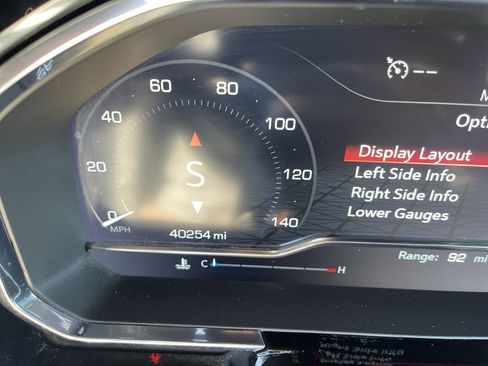 60 80
40 100
20 120
0 140
MPH
S
40254 mi
C H
--
M
Opti
Display Layout
Left Side Info
Right Side Info
Lower Gauges
Range: 92 mi